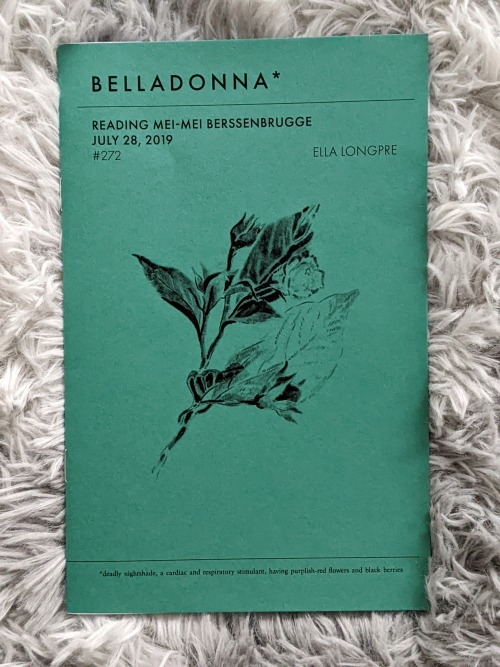 BELLADONNA*
READING MEI-MEI BERSSENBRUGGE
JULY 28, 2019
#272 ELLA LONGPRE
*deadly nightshade, a cardiac and respiratory stimulant, having purplish-red flowers and black berries